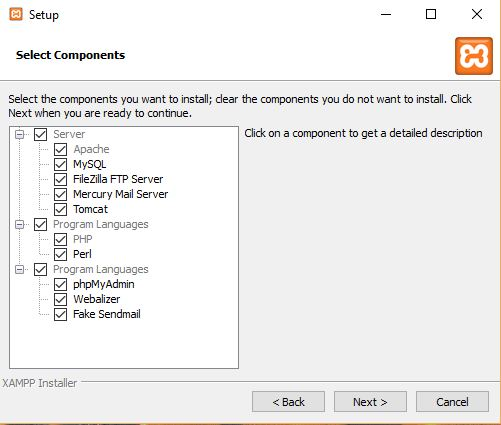 Setup
Select Components
Select the components you want to install; clear the components you do not want to install. Click
Next when you are ready to continue.
Server
Apache
MySQL
FileZilla FTP Server
Mercury Mail Server
Tomcat
Program Languages
PHP
Perl
Program Languages
phpMyAdmin
Webalizer
Fake Sendmail
Click on a component to get a detailed description
XAMPP Installer
< Back
Next >
Cancel